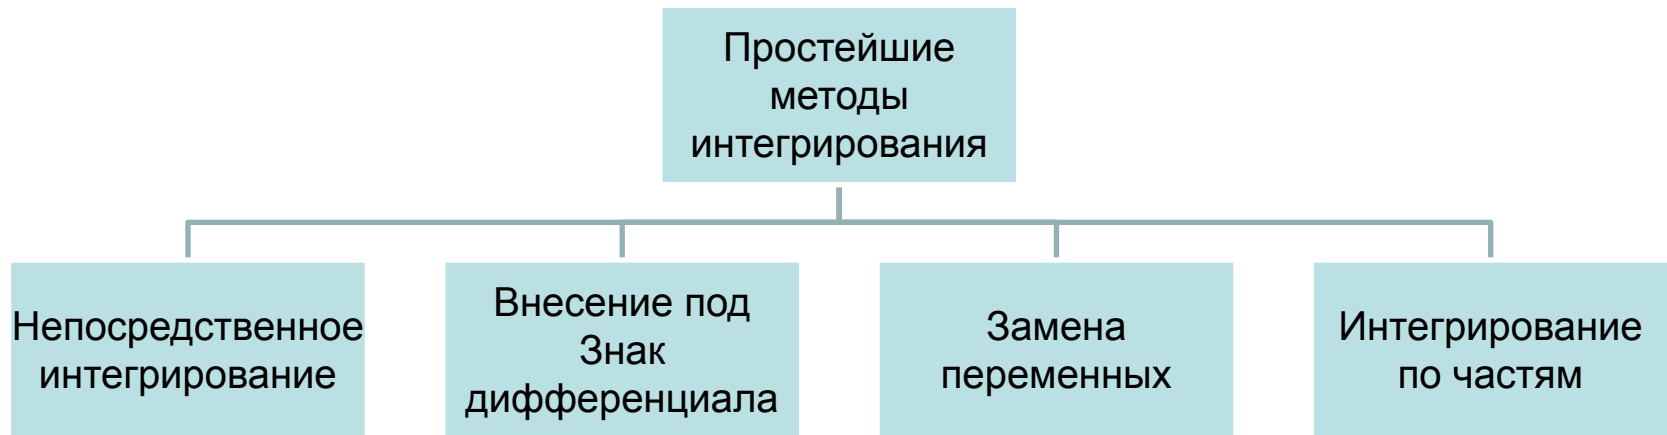 Простейшие
методы
интегрирования
Непосредственное
интегрирование
Внесение под
Знак
дифференциала
Замена
переменных
Интегрирование
по частям